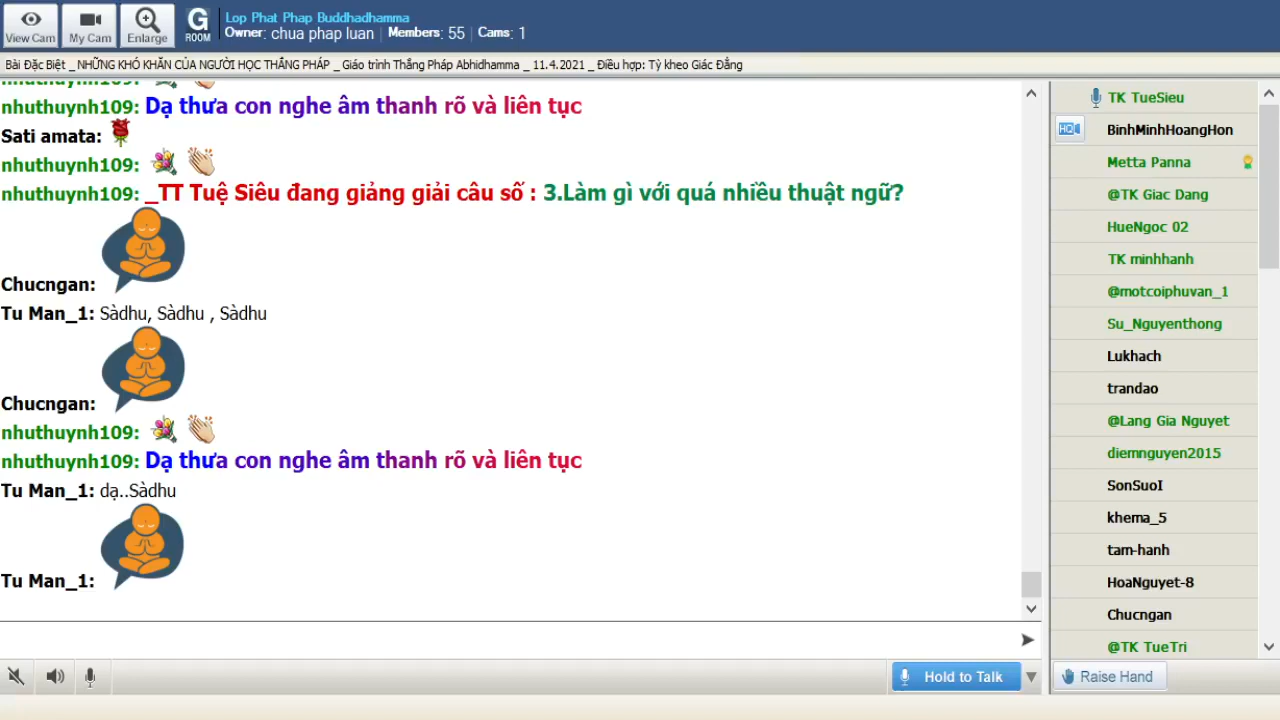 View Cam
My Cam
Enlarge
G
ROOM
Lop Phat Phap Buddhadhamma
Owner: chua phap luan Members: 55 Cams: 1
Bài Đặc Biệt _ NHỮNG KHÓ KHĂN CỦA NGƯỜI HỌC THẮNG PHÁP _ Giáo trình Thắng Pháp Abhidhamma _ 11.4.2021 _ Điều hợp: Tỳ kheo Giác Đẳng
nhuthuynh109:
nhuthuynh109: Dạ thưa con nghe âm thanh rõ và liên tục
Sati amata:
nhuthuynh109:
nhuthuynh109: _TT Tuệ Siêu đang giảng giải câu số : 3.Làm gì với quá nhiều thuật ngữ?
Chucngan:
Tu Man_1: Sàdhu, Sàdhu , Sàdhu
Chucngan:
nhuthuynh109:
nhuthuynh109: Dạ thưa con nghe âm thanh rõ và liên tục
Tu Man_1: dạ..Sàdhu
Tu Man_1:
TK TueSieu
HQ
BinhMinhHoangHon
Metta Panna
@TK Giac Dang
HueNgoc 02
TK minhhanh
@motcoiphuvan_1
Su_Nguyenthong
Lukhach
trandao
@Lang Gia Nguyet
diemnguyen2015
SonSuoI
khema_5
tam-hanh
HoaNguyet-8
Chucngan
@TK TueTri
Hold to Talk
Raise Hand